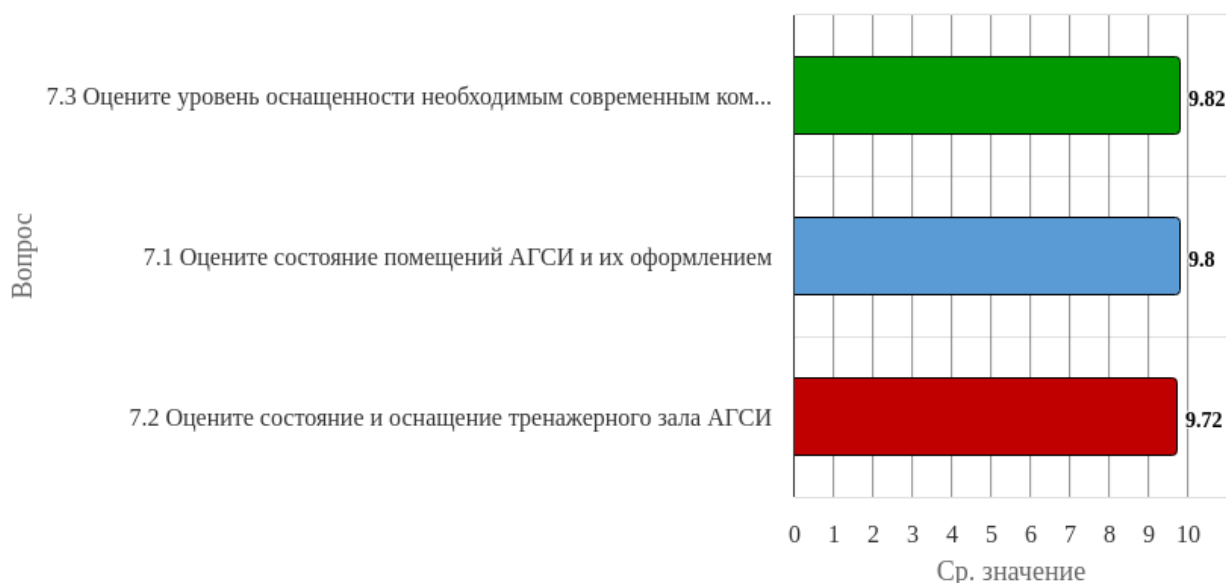 7.3 Оцените уровень оснащенности необходимым современным ком...
9.82
Вопрос
7.1 Оцените состояние помещений АГСИ и их оформлением
9.8
7.2 Оцените состояние и оснащение тренажерного зала АГСИ
9.72
0 1 2 3 4 5 6 7 8 9 10
Ср. значение